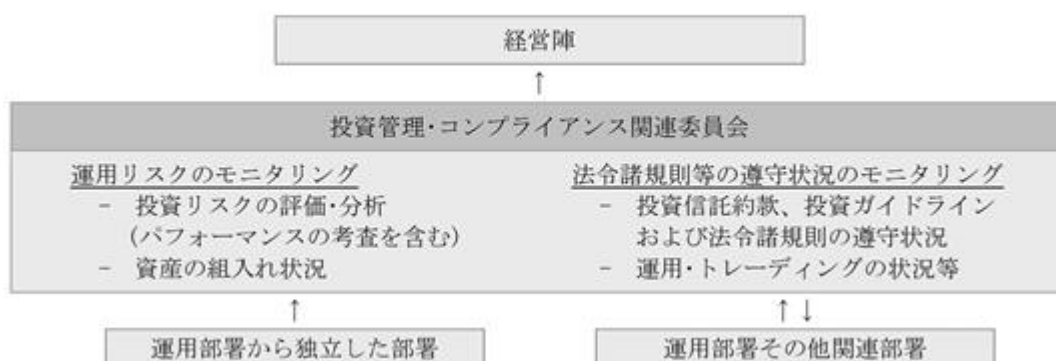 経営陣
↑
投資管理･コンプライアンス関連委員会
運用リスクのモニタリング
− 投資リスクの評価･分析
(パフォーマンスの考査を含む)
− 資産の組入れ状況
法令諸規則等の遵守状況のモニタリング
− 投資信託約款、投資ガイドライン
および法令諸規則の遵守状況
− 運用･トレーディングの状況等
↑
↑↓
運用部署から独立した部署
運用部署その他関連部署